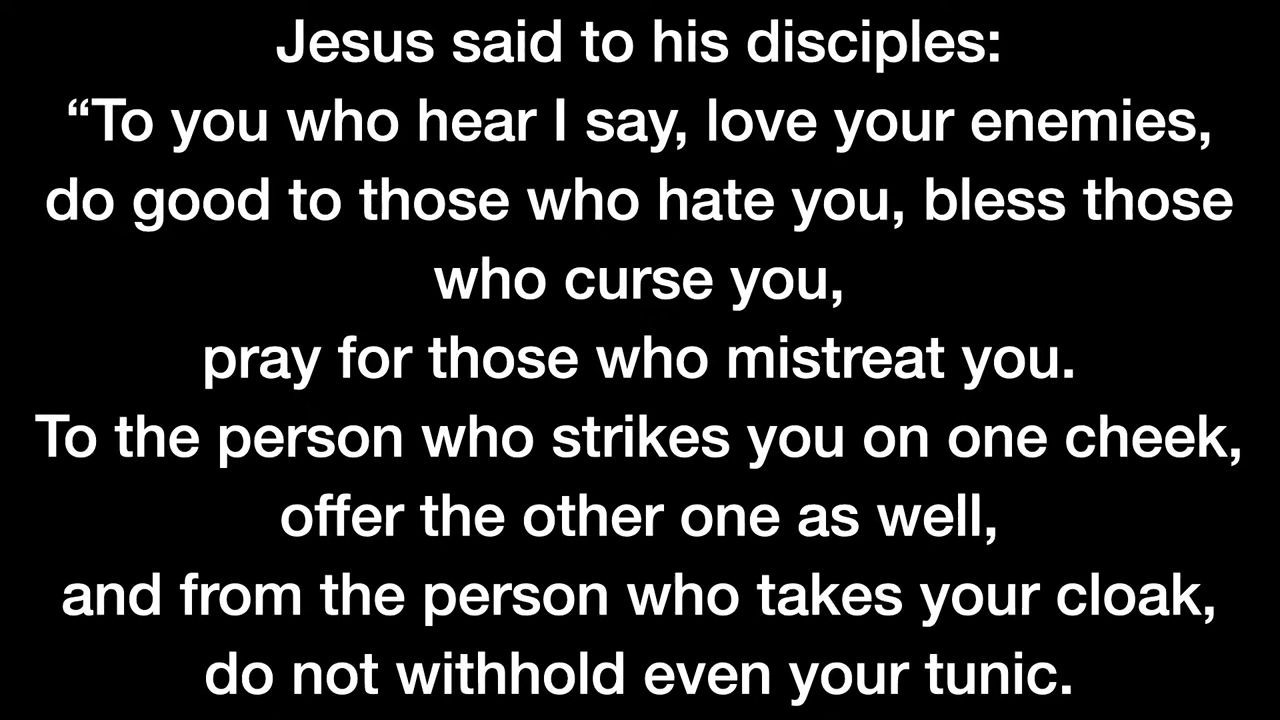 Jesus said to his disciples:
“To you who hear I say, love your enemies,
do good to those who hate you, bless those
who curse you,
pray for those who mistreat you.
To the person who strikes you on one cheek,
offer the other one as well,
and from the person who takes your cloak,
do not withhold even your tunic.